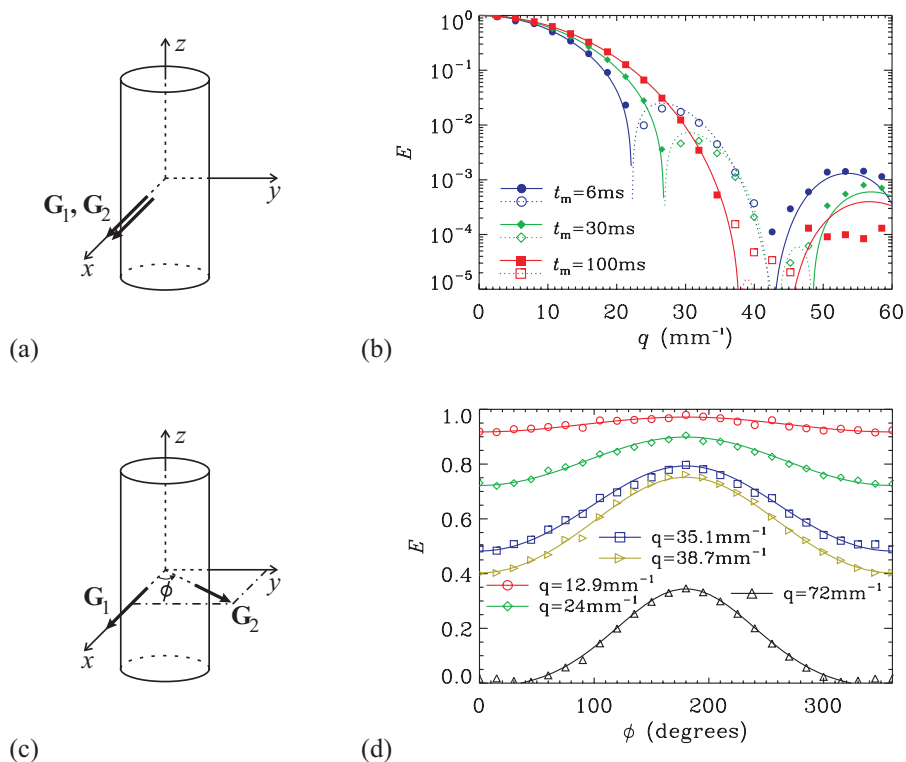 z
y
x
G₁, G₂
(a)
10⁰
10⁻¹
10⁻²
10⁻³
10⁻⁴
10⁻⁵
E
tₘ=6ms
tₘ=30ms
tₘ=100ms
0 10 20 30 40 50 60
q (mm⁻¹)
(b)
z
y
x
ϕ
G₁
G₂
(c)
1.0
0.8
0.6
0.4
0.2
0.0
E
q=35.1mm⁻¹
q=38.7mm⁻¹
q=12.9mm⁻¹
q=72mm⁻¹
q=24mm⁻¹
0 100 200 300
ϕ (degrees)
(d)